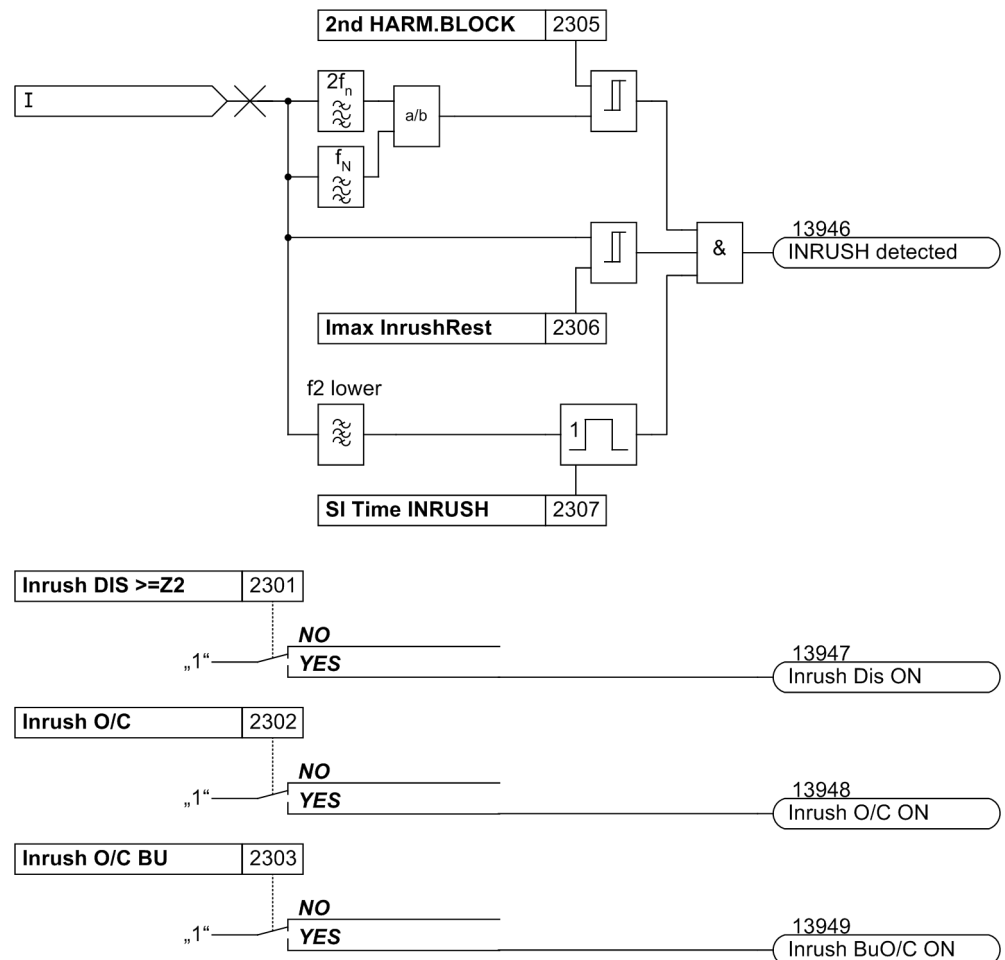 2nd HARM.BLOCK 2305
I
2fn
a/b
fN
13946
INRUSH detected
&
Imax InrushRest 2306
f2 lower
1
SI Time INRUSH 2307
Inrush DIS >=Z2 2301
NO
„1“ YES
13947
Inrush Dis ON
Inrush O/C 2302
NO
„1“ YES
13948
Inrush O/C ON
Inrush O/C BU 2303
NO
„1“ YES
13949
Inrush BuO/C ON